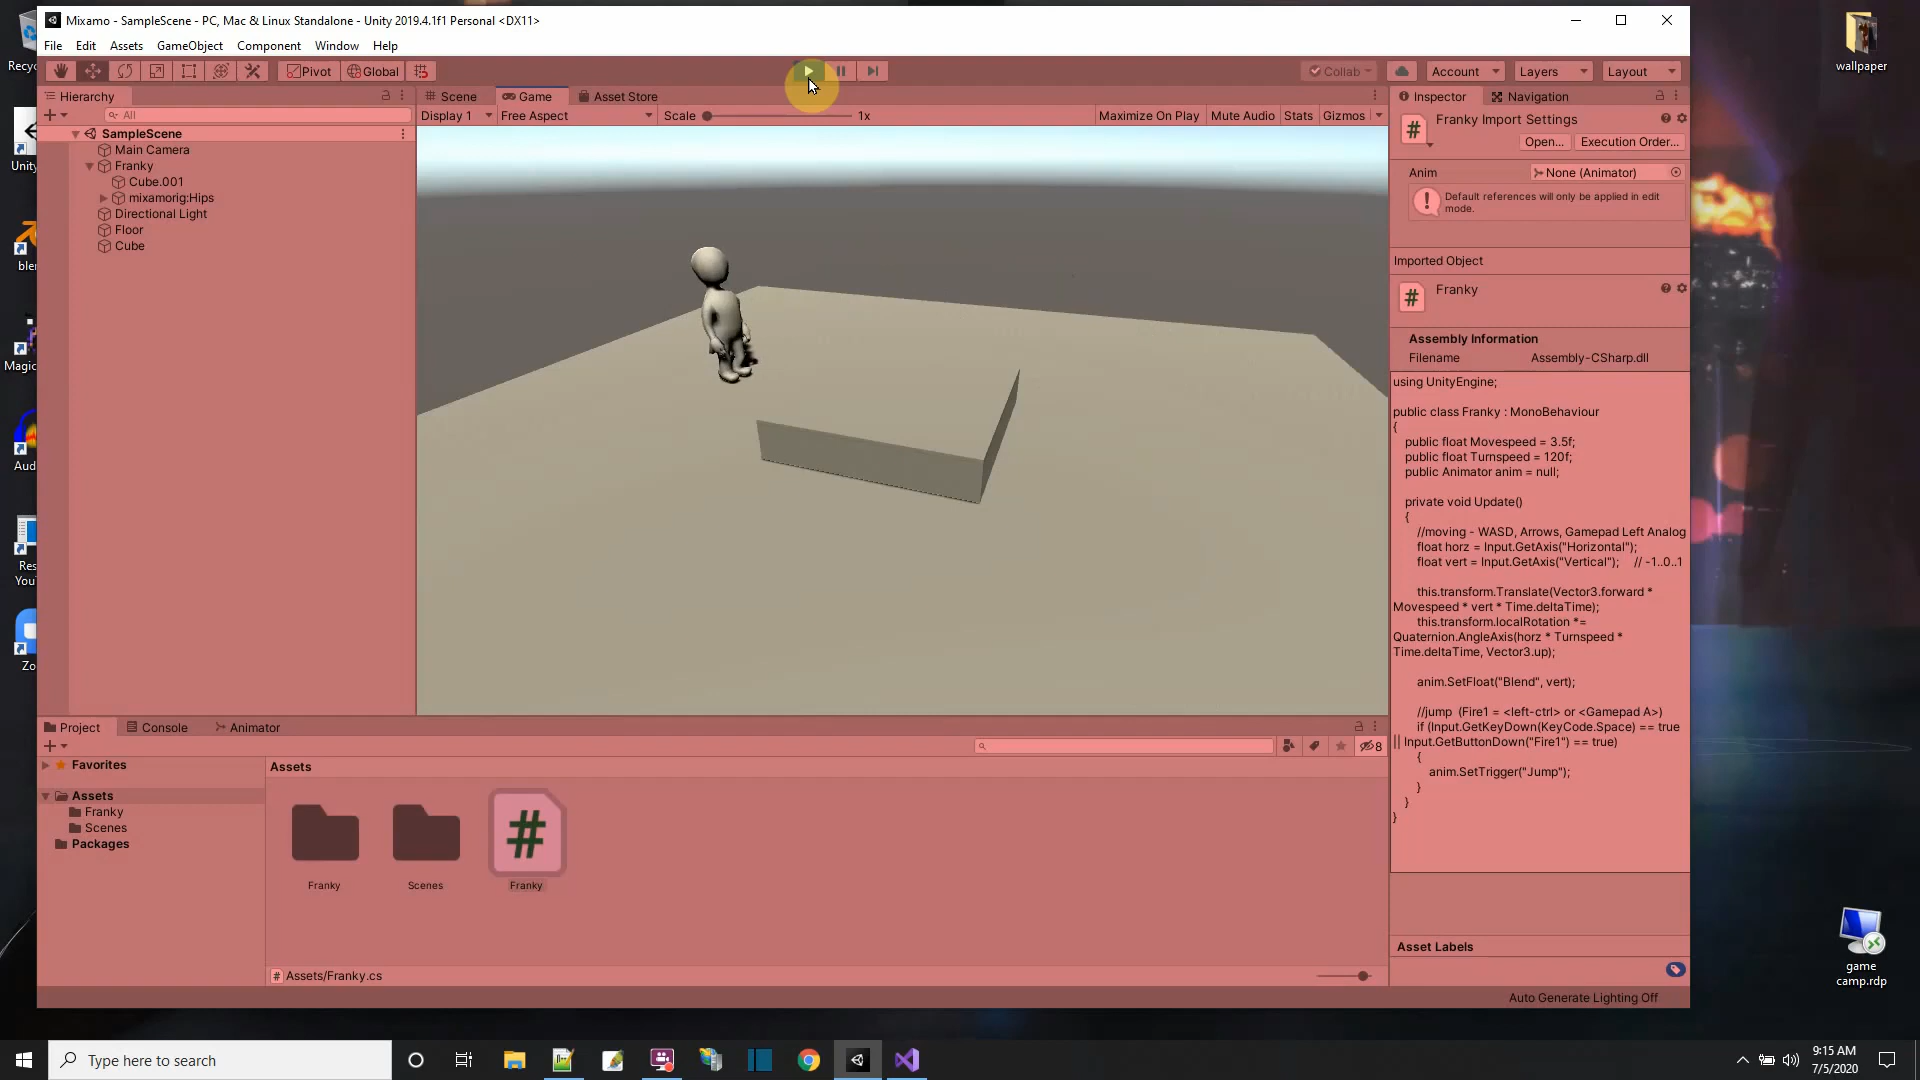 Mixamo - SampleScene - PC, Mac & Linux Standalone - Unity 2019.4.1f1 Personal <DX11>
File Edit Assets GameObject Component Window Help
Pivot Global Collab Account Layers Layout
Hierarchy
All
SampleScene
Main Camera
Franky
Cube.001
mixamorig:Hips
Directional Light
Floor
Cube
Scene Game Asset Store
Display 1 Free Aspect Scale 1x Maximize On Play Mute Audio Stats Gizmos
Inspector Navigation
Franky Import Settings
Open... Execution Order...
Anim None (Animator)
Default references will only be applied in edit
mode.
Imported Object
Franky
Assembly Information
Filename Assembly-CSharp.dll
using UnityEngine;
public class Franky : MonoBehaviour
{
public float Movespeed = 3.5f;
public float Turnspeed = 120f;
public Animator anim = null;
private void Update()
{
//moving - WASD, Arrows, Gamepad Left Analog
float horz = Input.GetAxis("Horizontal");
float vert = Input.GetAxis("Vertical"); // -1..0..1
this.transform.Translate(Vector3.forward *
Movespeed * vert * Time.deltaTime);
this.transform.localRotation *=
Quaternion.AngleAxis(horz * Turnspeed *
Time.deltaTime, Vector3.up);
anim.SetFloat("Blend", vert);
//jump (Fire1 = <left-ctrl> or <Gamepad A>)
if (Input.GetKeyDown(KeyCode.Space) == true
|| Input.GetButtonDown("Fire1") == true)
{
anim.SetTrigger("Jump");
}
}
}
Asset Labels
Auto Generate Lighting Off
Project Console Animator
8
Favorites
Assets
Franky
Scenes
Packages
Assets
Franky Scenes Franky
Assets/Franky.cs
Recyc
Unity
blen
Magic
Aud
Res
You
Zo
wallpaper
game
camp.rdp
Type here to search
9:15 AM
7/5/2020